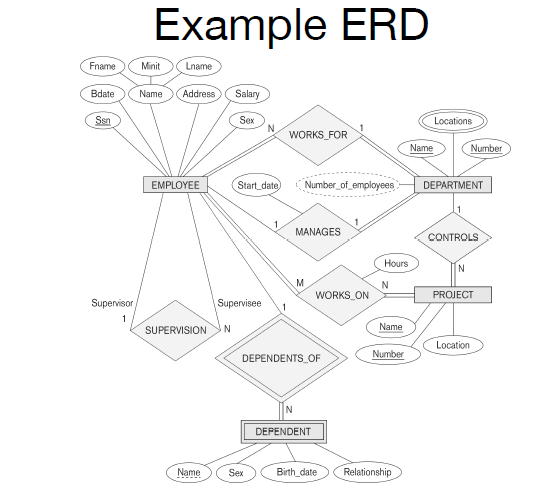 Example ERD
Fname Minit Lname
Bdate Name Address Salary
Ssn Sex
N WORKS_FOR 1
Locations
Name Number
EMPLOYEE
Start_date
Number_of_employees
DEPARTMENT
1 MANAGES 1
1
CONTROLS
N
Hours
M WORKS_ON N
PROJECT
Supervisor
1
Supervisee
N
SUPERVISION
Name
Number
Location
1
DEPENDENTS_OF
N
DEPENDENT
Name Sex Birth_date Relationship